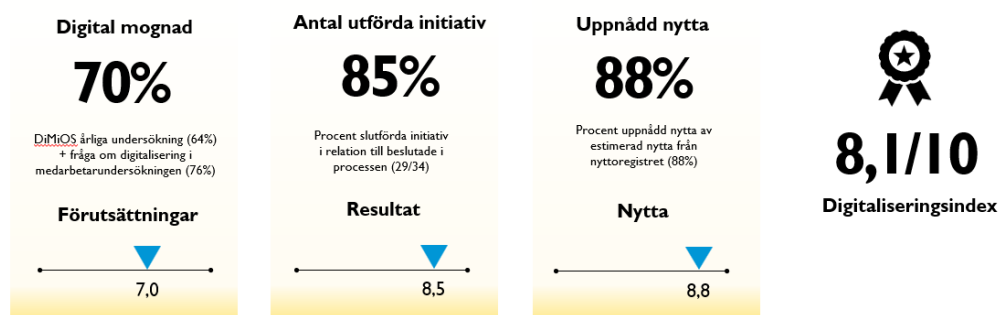 Digital mognad
70%
DiMiOS årliga undersökning (64%)
+ fråga om digitalisering i
medarbetarundersökningen (76%)
Förutsättningar
7,0
Antal utförda initiativ
85%
Procent slutförda initiativ
i relation till beslutade i
processen (29/34)
Resultat
8,5
Uppnådd nytta
88%
Procent uppnådd nytta av
estimerad nytta från
nyttoregistret (88%)
Nytta
8,8
8,1/10
Digitaliseringsindex